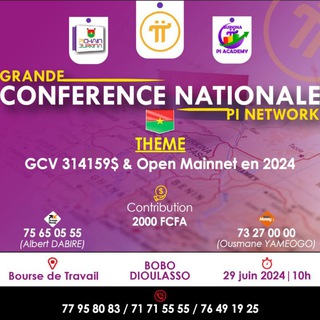 BURKINA
PI ACADEMY
GRANDE
CONFERENCE NATIONALE
PI NETWORK
THEME
GCV 314159$ & Open Mainnet en 2024
Contribution
2000 FCFA
75 65 05 55
(Albert DABIRE)
Money
73 27 00 00
(Ousmane YAMEOGO)
Bourse de Travail
BOBO
DIOULASSO
29 juin 2024 | 10h
77 95 80 83 / 71 71 55 55 / 76 49 19 25